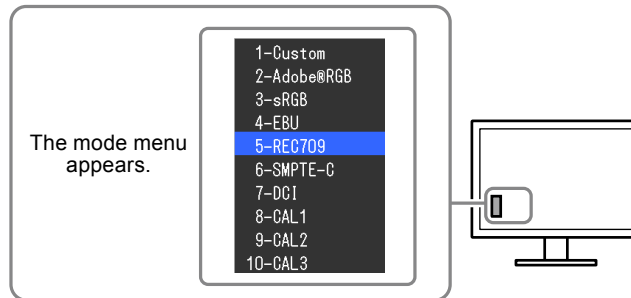 The mode menu
appears.
1-Custom
2-Adobe®RGB
3-sRGB
4-EBU
5-REC709
6-SMPTE-C
7-DCI
8-CAL1
9-CAL2
10-CAL3